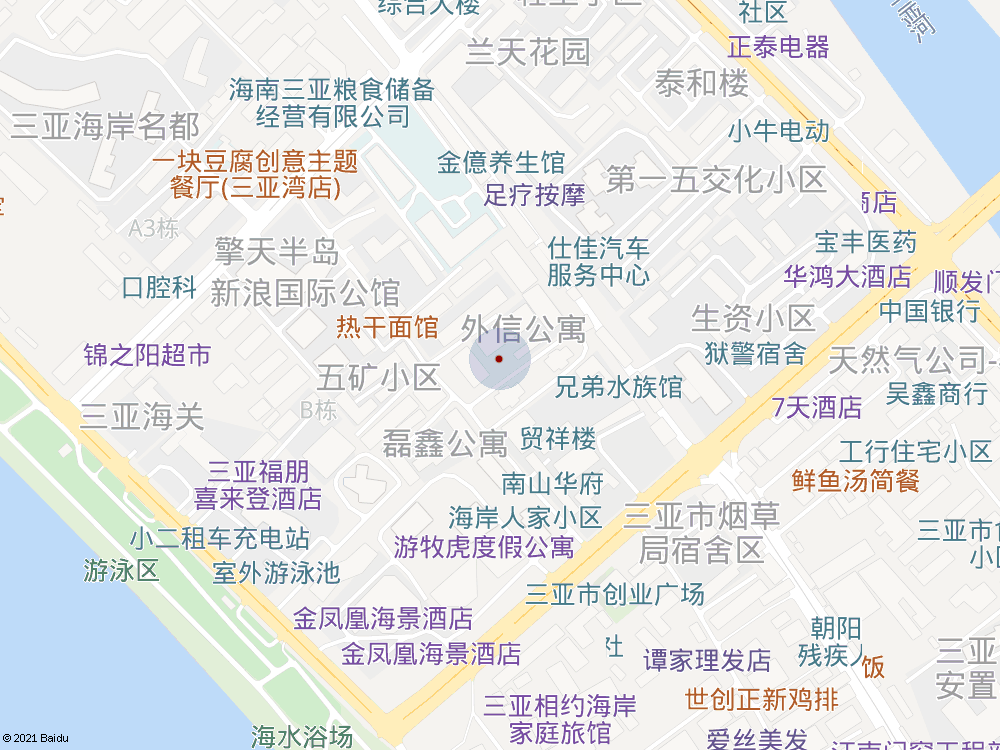 综合大楼
社区
三亚河
兰天花园
正泰电器
泰和楼
海南三亚粮食储备
经营有限公司
三亚海岸名都
小牛电动
一块豆腐创意主题
餐厅(三亚湾店)
金億养生馆
足疗按摩
第一五交化小区
商店
A3栋
擎天半岛
仕佳汽车
服务中心
宝丰医药
口腔科
新浪国际公馆
华鸿大酒店
顺发门
中国银行
热干面馆
外信公寓
生资小区
锦之阳超市
狱警宿舍
天然气公司
五矿小区
兄弟水族馆
吴鑫商行
B栋
7天酒店
三亚海关
磊鑫公寓
贸祥楼
工行住宅小区
三亚福朋
喜来登酒店
南山华府
鲜鱼汤简餐
海岸人家小区
三亚市烟草
局宿舍区
三亚市
小区
小二租车充电站
游牧虎度假公寓
游泳区
室外游泳池
三亚市创业广场
金凤凰海景酒店
朝阳
残疾人
社
金凤凰海景酒店
谭家理发店
饭
三亚
安置
世创正新鸡排
三亚相约海岸
家庭旅馆
海水浴场
爱丝美发
© 2021 Baidu